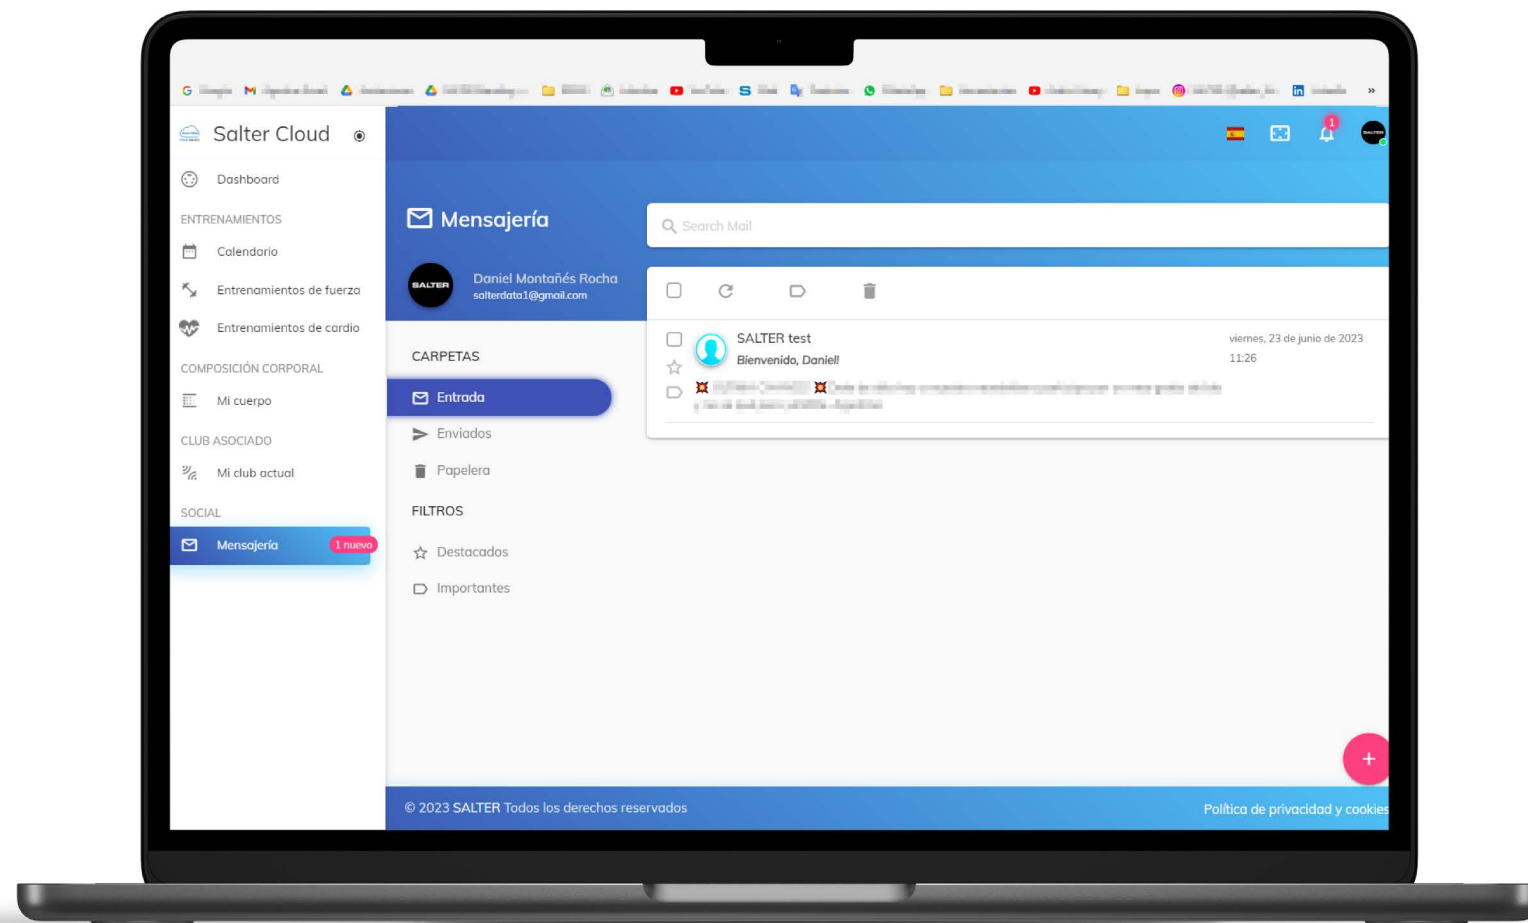 Salter Cloud
1
SALTER
Dashboard
ENTRENAMIENTOS
Calendario
Entrenamientos de fuerza
Entrenamientos de cardio
COMPOSICIÓN CORPORAL
Mi cuerpo
CLUB ASOCIADO
Mi club actual
SOCIAL
Mensajería 1 nuevo
Mensajería
SALTER
Daniel Montañés Rocha
salterdata1@gmail.com
CARPETAS
Entrada
Enviados
Papelera
FILTROS
Destacados
Importantes
Search Mail
SALTER test
Bienvenido, Daniel!
viernes, 23 de junio de 2023
11:26
© 2023 SALTER Todos los derechos reservados
Política de privacidad y cookies